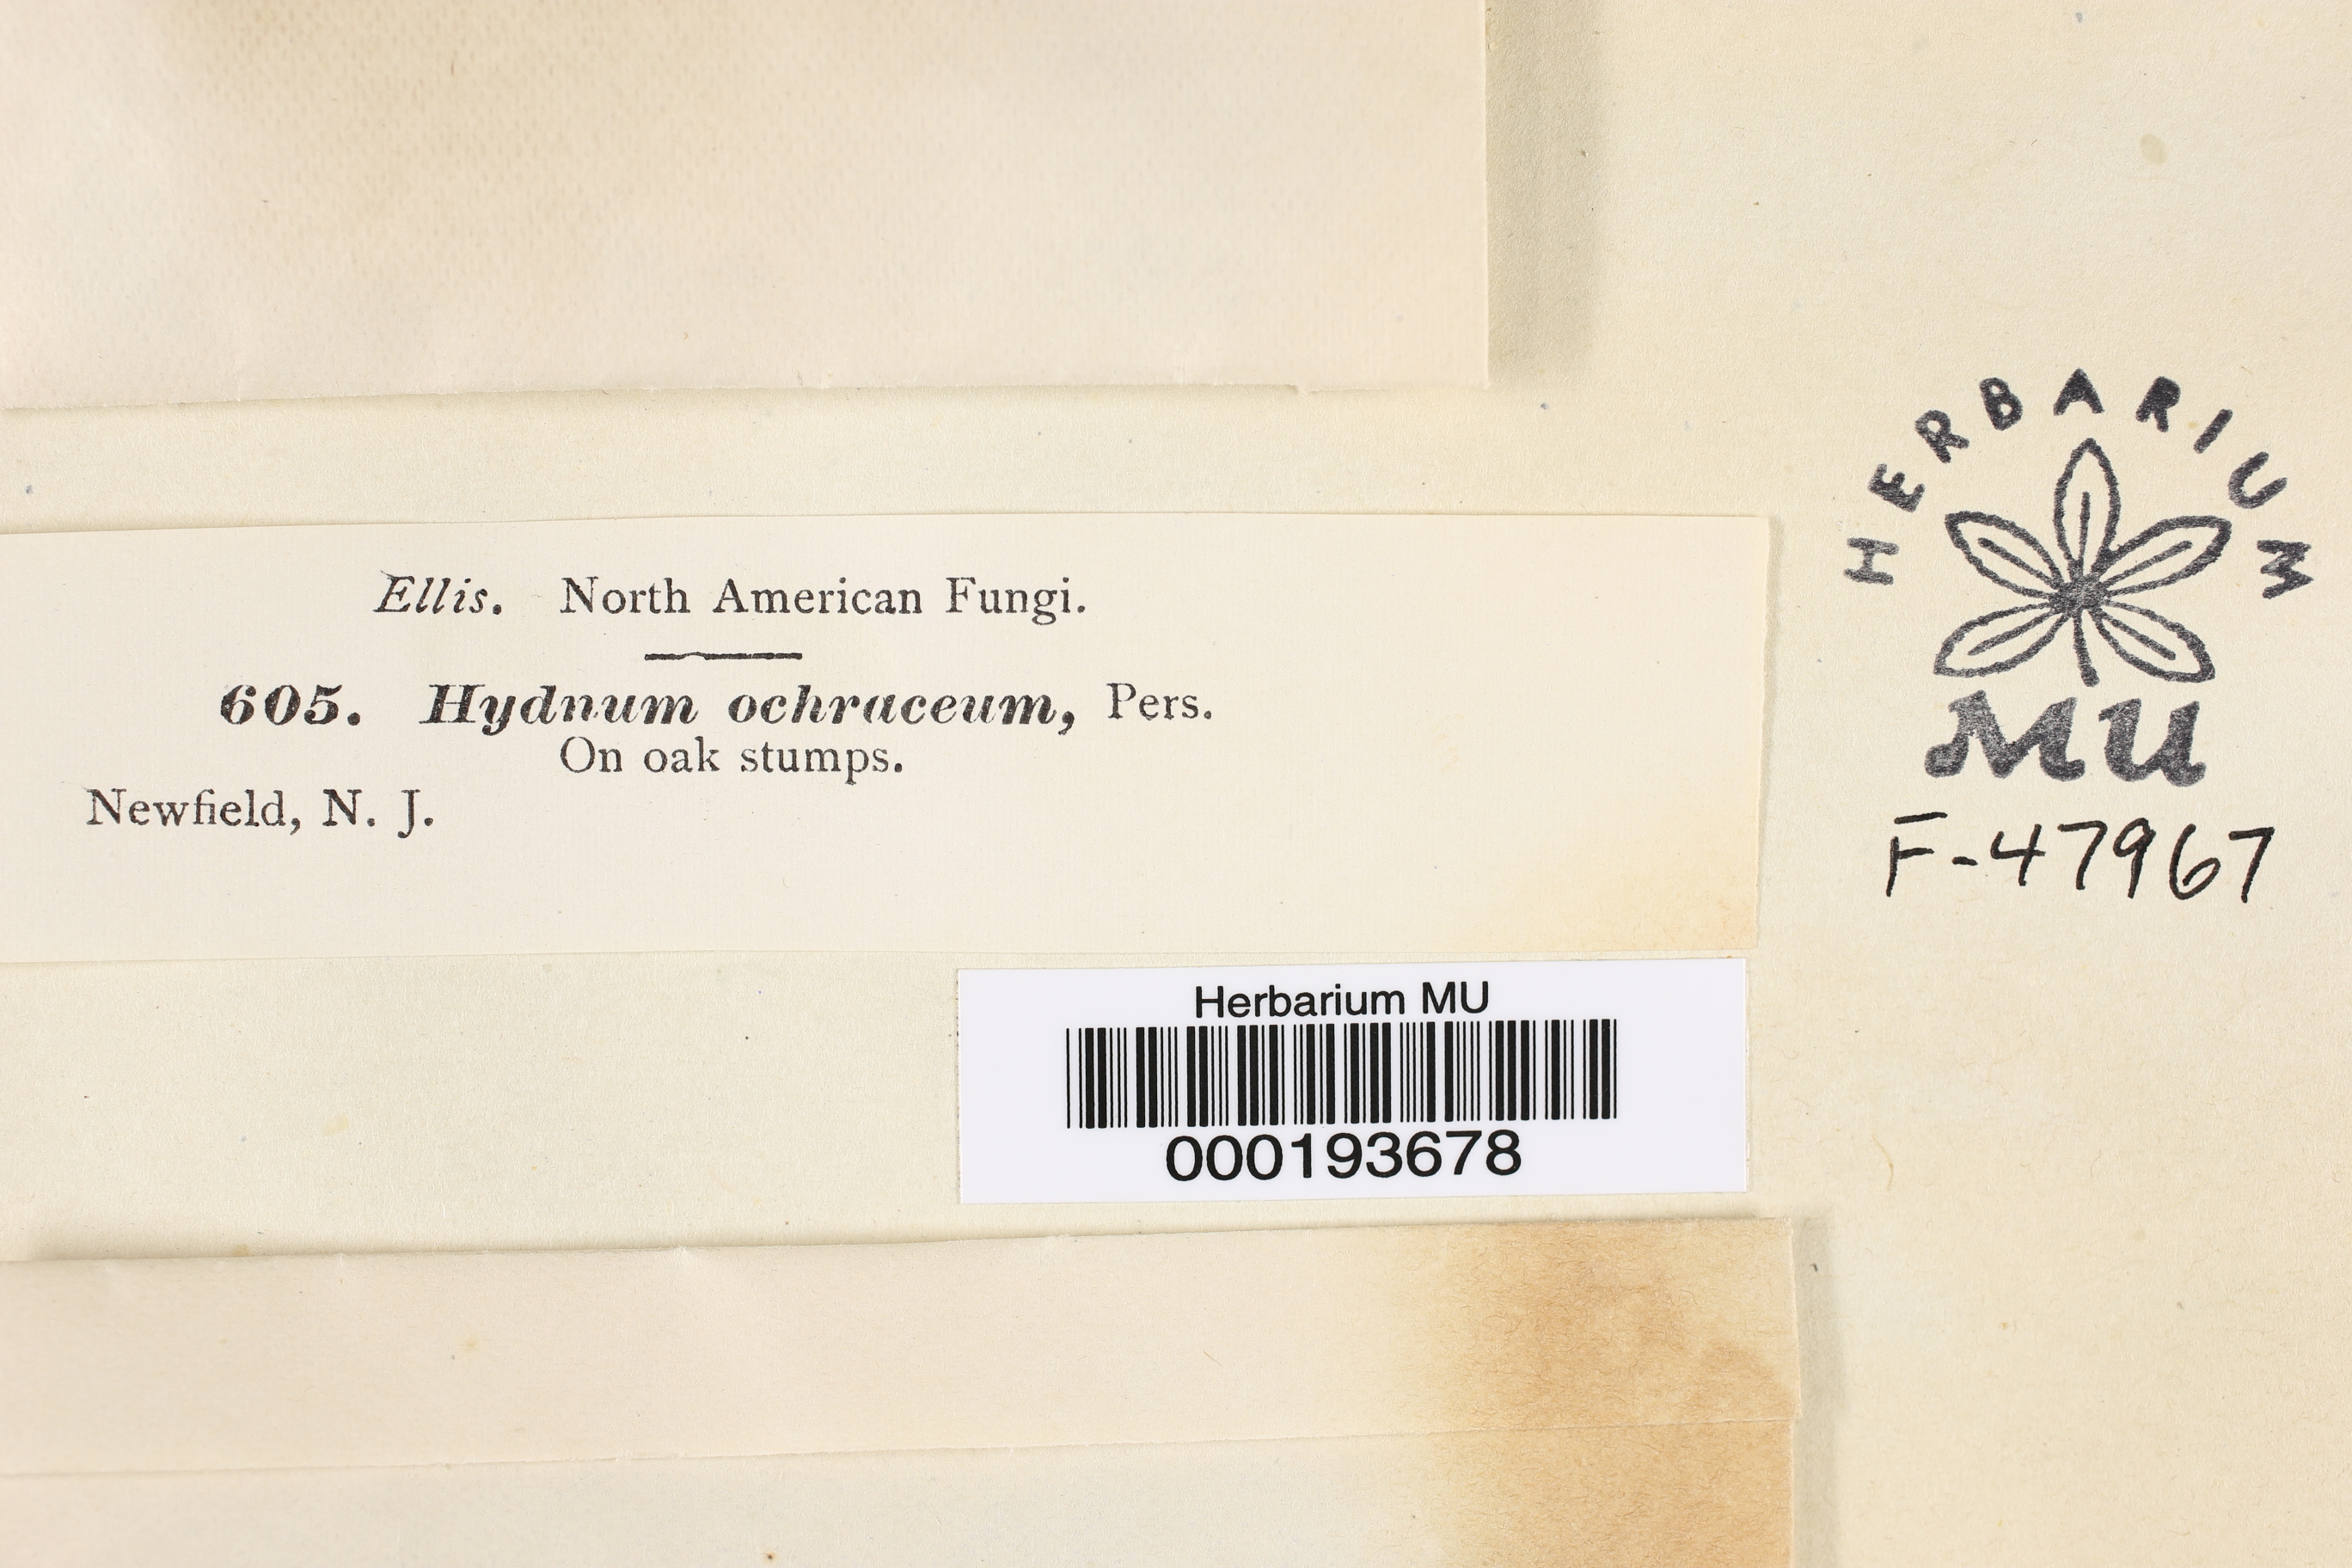 Ellis. North American Fungi.
605. Hydnum ochraceum, Pers.
On oak stumps.
Newfield, N. J.
HERBARIUM
MU
F-47967
Herbarium MU
000193678